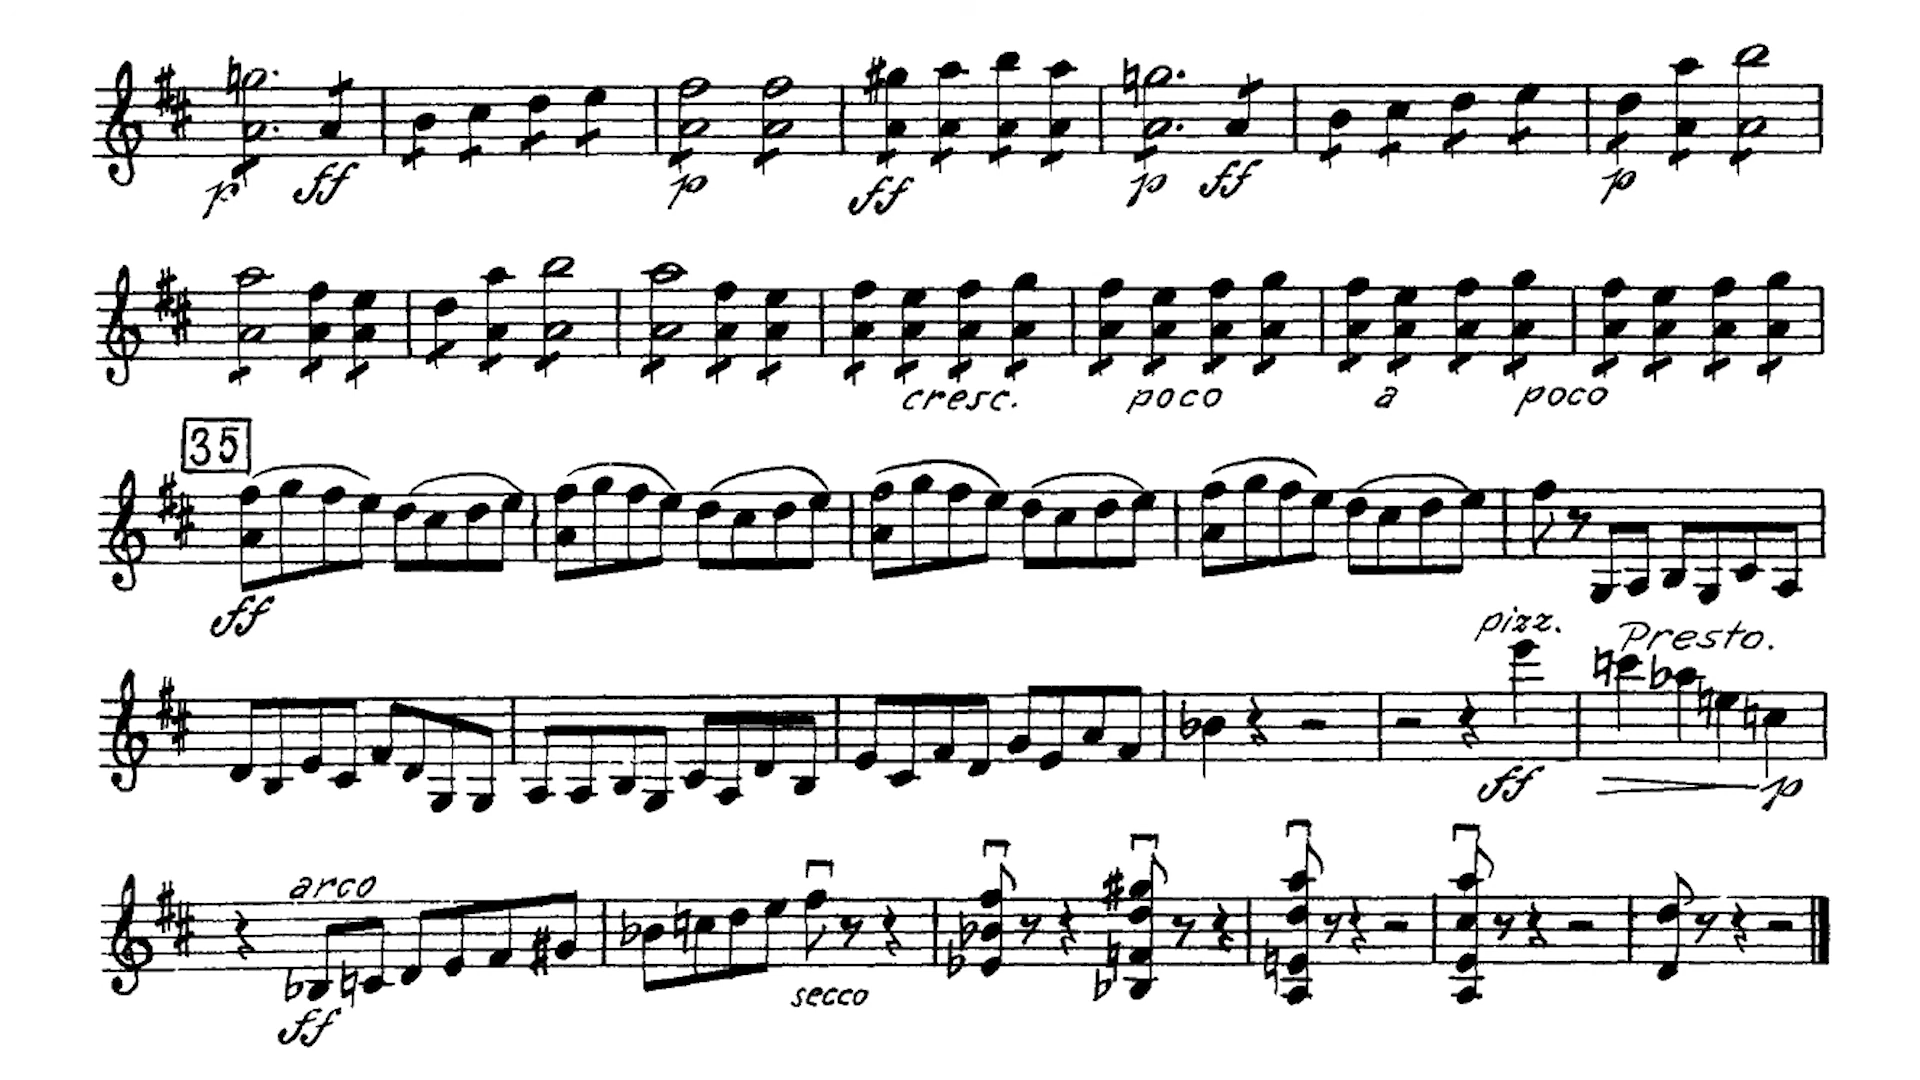 p ff p ff p ff p
cresc. poco a poco
35
ff
pizz. Presto.
ff p
arco
ff secco